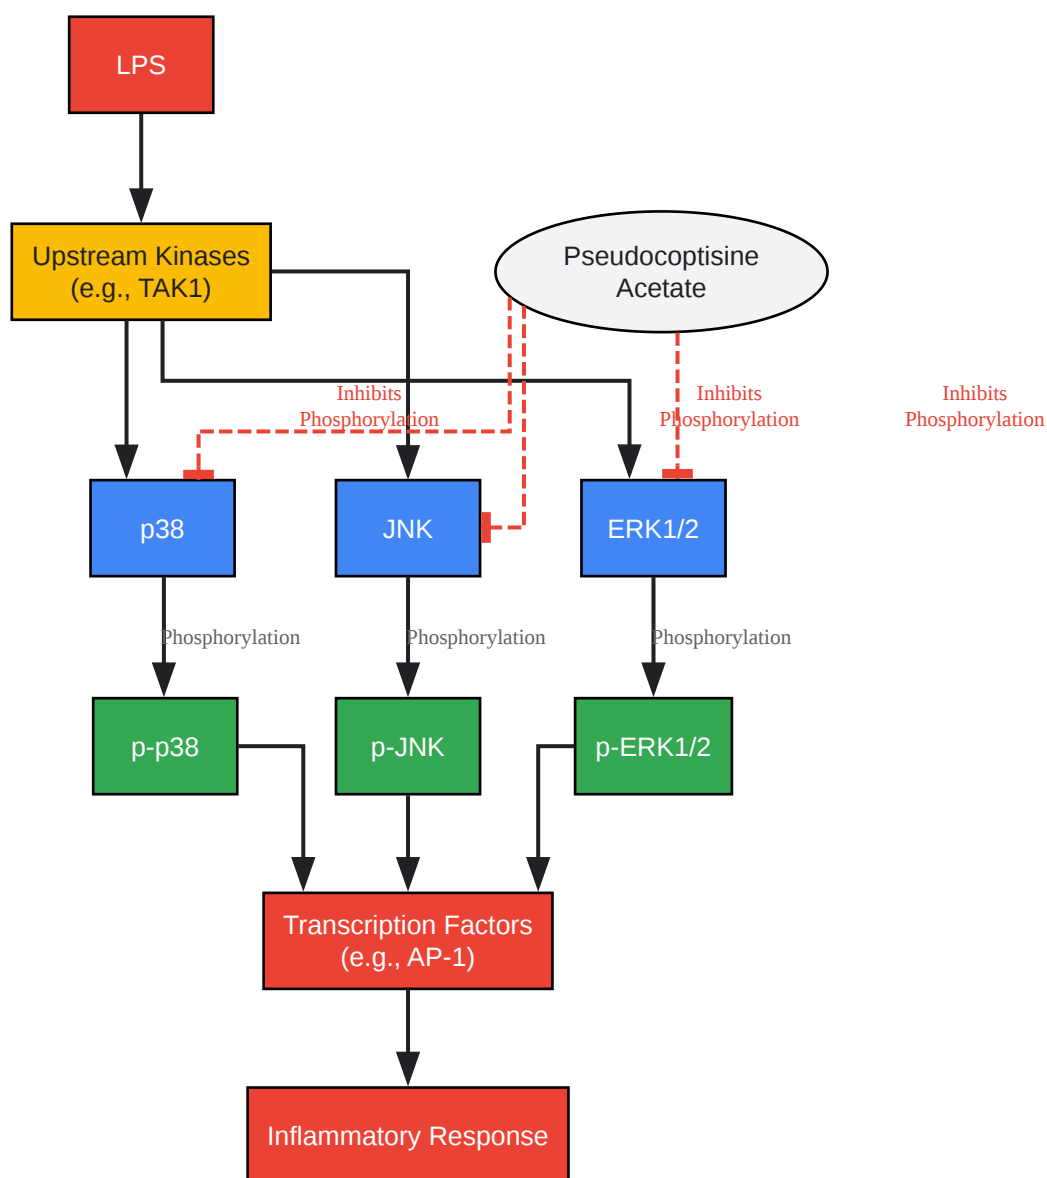 LPS
Upstream Kinases
(e.g., TAK1)
Pseudocoptisine
Acetate
Inhibits
Phosphorylation
Inhibits
Phosphorylation
Inhibits
Phosphorylation
p38
JNK
ERK1/2
Phosphorylation
Phosphorylation
Phosphorylation
p-p38
p-JNK
p-ERK1/2
Transcription Factors
(e.g., AP-1)
Inflammatory Response